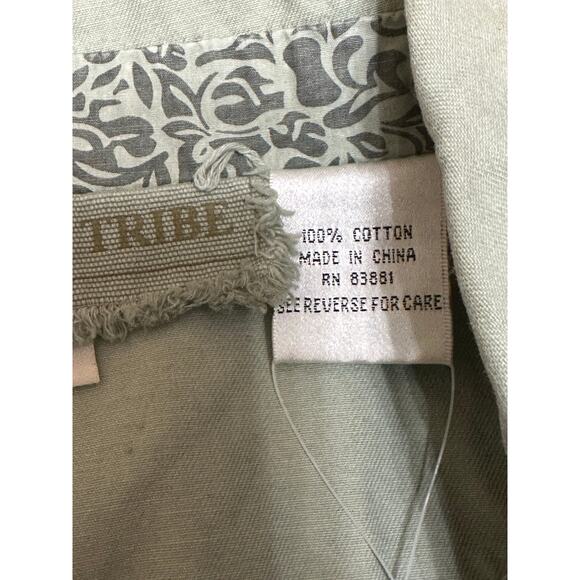 TRIBE
100% COTTON
MADE IN CHINA
RN 83881
SEE REVERSE FOR CARE